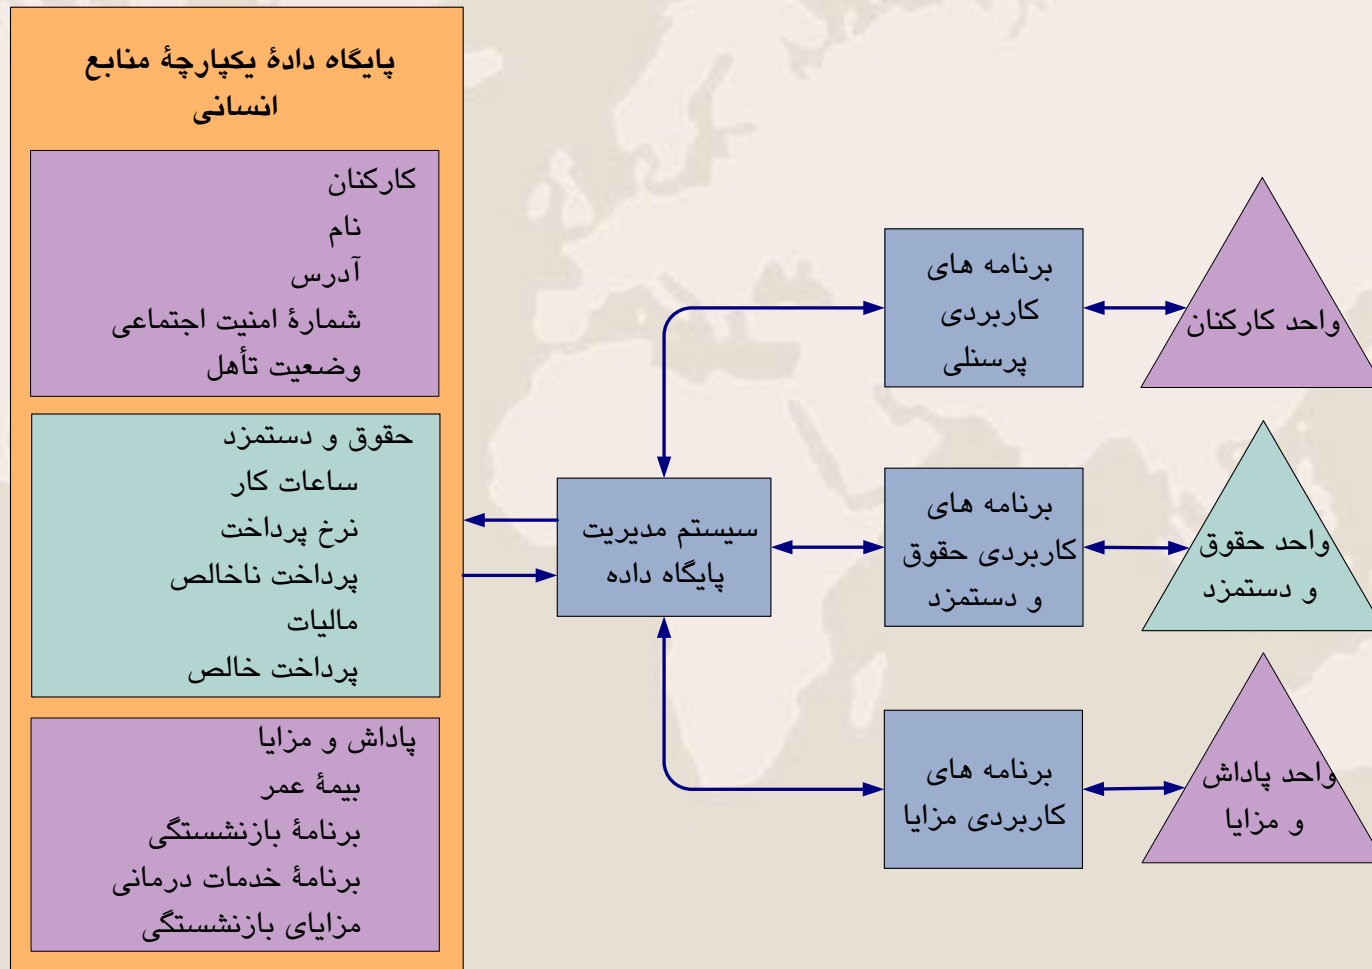 پایگاه دادهٔ یکپارچهٔ منابع
انسانی
کارکنان
نام
آدرس
شمارهٔ امنیت اجتماعی
وضعیت تأهل
حقوق و دستمزد
ساعات کار
نرخ پرداخت
پرداخت ناخالص
مالیات
پرداخت خالص
پاداش و مزایا
بیمهٔ عمر
برنامهٔ بازنشستگی
برنامهٔ خدمات درمانی
مزایای بازنشستگی
سیستم مدیریت
پایگاه داده
برنامه های
کاربردی
پرسنلی
برنامه های
کاربردی حقوق
و دستمزد
برنامه های
کاربردی مزایا
واحد کارکنان
واحد حقوق
و دستمزد
واحد پاداش
و مزایا